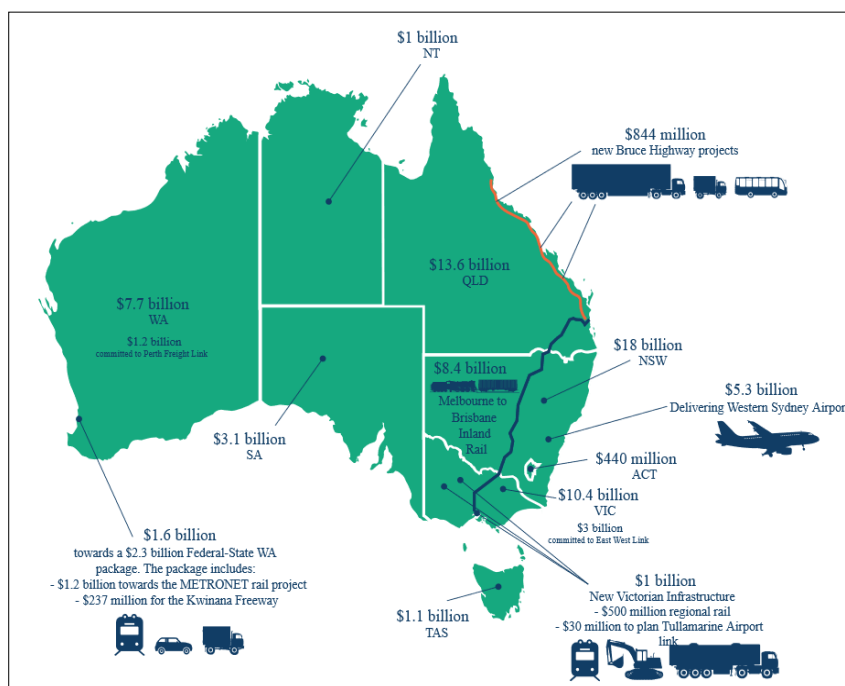 $1 billion
NT
$844 million
new Bruce Highway projects
$13.6 billion
QLD
$7.7 billion
WA
$1.2 billion
committed to Perth Freight Link
$18 billion
NSW
$8.4 billion
Melbourne to
Brisbane
Inland
Rail
$5.3 billion
Delivering Western Sydney Airport
$3.1 billion
SA
$440 million
ACT
$10.4 billion
VIC
$3 billion
committed to East West Link
$1.6 billion
towards a $2.3 billion Federal-State WA
package. The package includes:
- $1.2 billion towards the METRONET rail project
- $237 million for the Kwinana Freeway
$1 billion
New Victorian Infrastructure
- $500 million regional rail
- $30 million to plan Tullamarine Airport
link
$1.1 billion
TAS